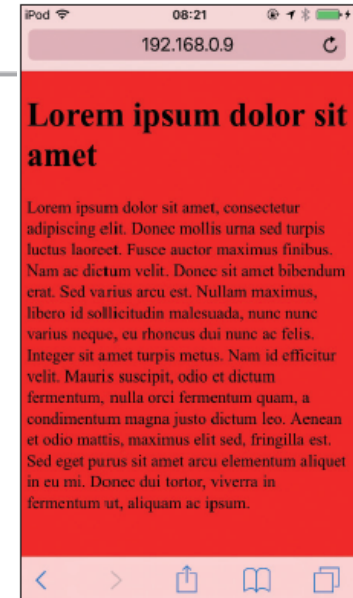 iPod 08:21
192.168.0.9
Lorem ipsum dolor sit
amet
Lorem ipsum dolor sit amet, consectetur
adipiscing elit. Donec mollis urna sed turpis
luctus laoreet. Fusce auctor maximus finibus.
Nam ac dictum velit. Donec sit amet bibendum
erat. Sed varius arcu est. Nullam maximus,
libero id sollicitudin malesuada, nunc nunc
varius neque, eu rhoncus dui nunc ac felis.
Integer sit amet turpis metus. Nam id efficitur
velit. Mauris suscipit, odio et dictum
fermentum, nulla orci fermentum quam, a
condimentum magna justo dictum leo. Aenean
et odio mattis, maximus elit sed, fringilla est.
Sed eget purus sit amet arcu elementum aliquet
in eu mi. Donec dui tortor, viverra in
fermentum ut, aliquam ac ipsum.